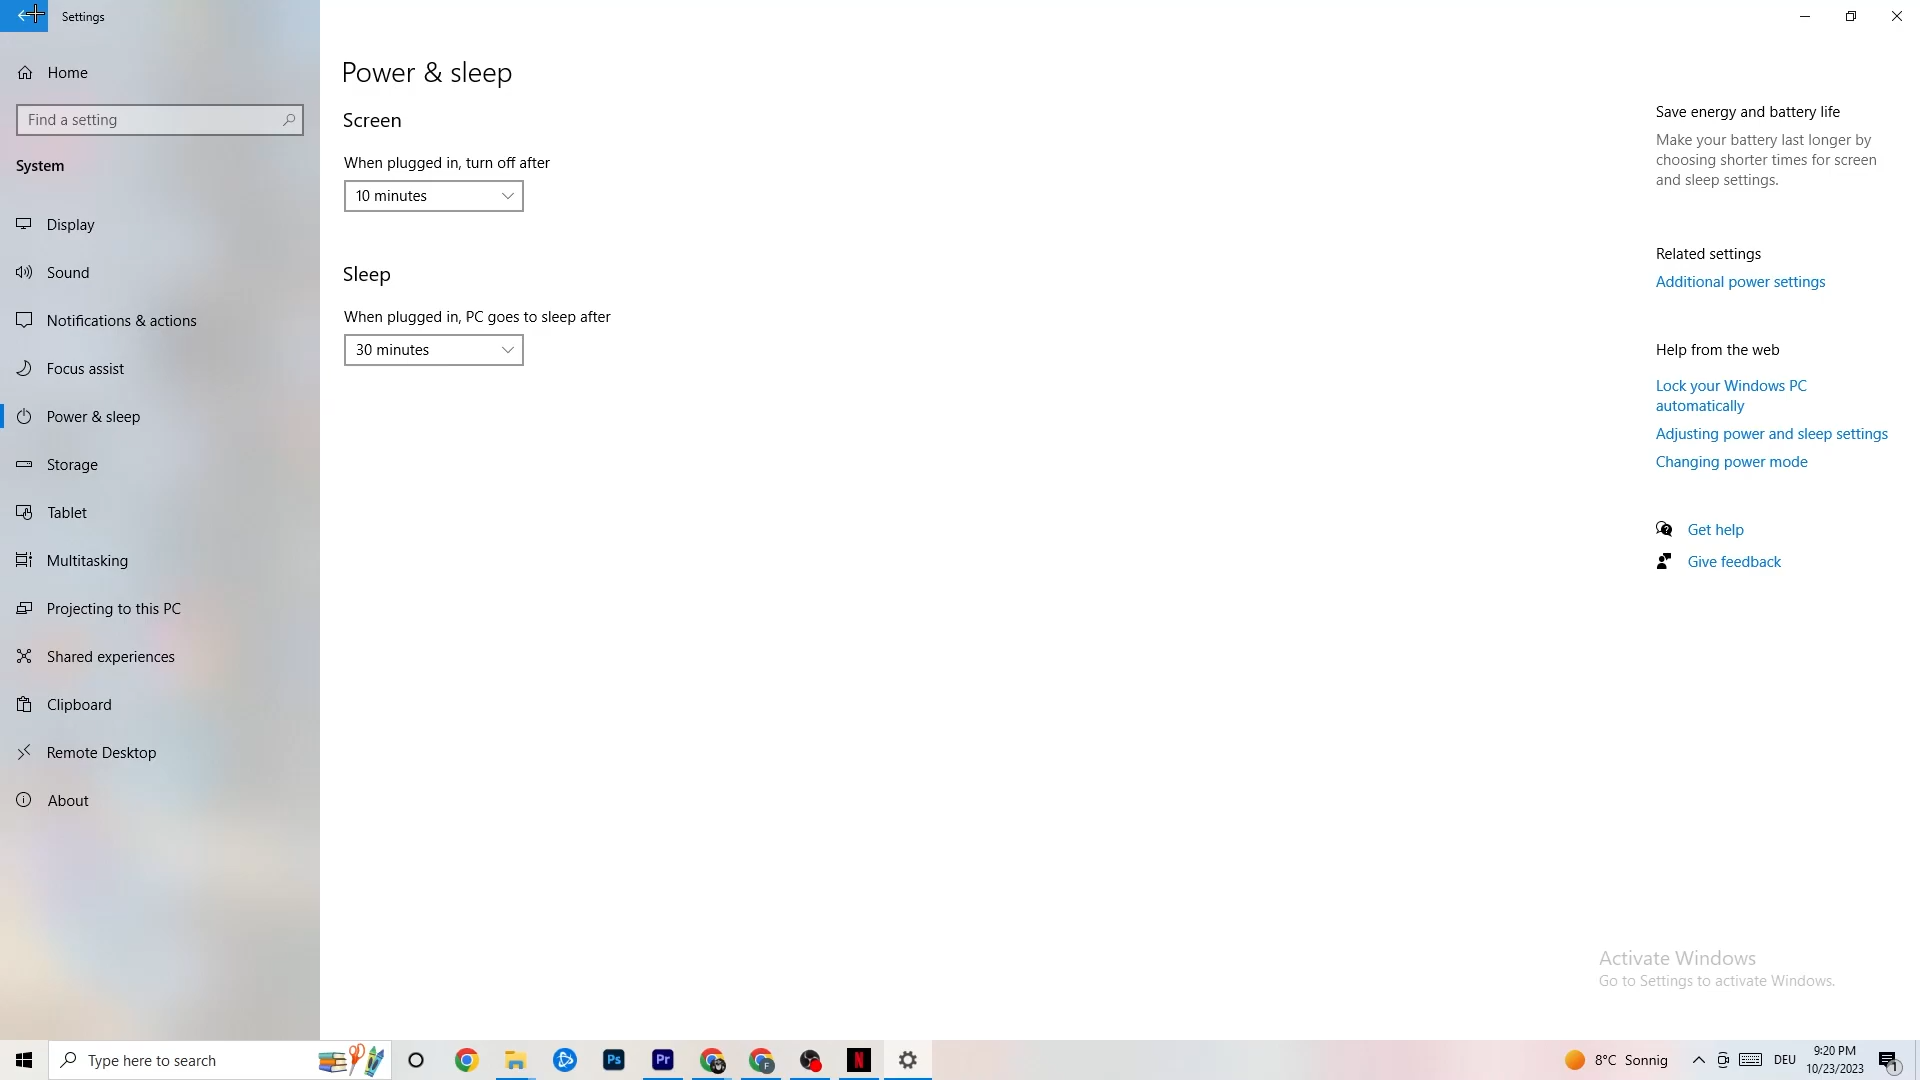 Settings
Home
Find a setting
System
Display
Sound
Notifications & actions
Focus assist
Power & sleep
Storage
Tablet
Multitasking
Projecting to this PC
Shared experiences
Clipboard
Remote Desktop
About
Power & sleep
Screen
When plugged in, turn off after
10 minutes
Sleep
When plugged in, PC goes to sleep after
30 minutes
Save energy and battery life
Make your battery last longer by
choosing shorter times for screen
and sleep settings.
Related settings
Additional power settings
Help from the web
Lock your Windows PC
automatically
Adjusting power and sleep settings
Changing power mode
Get help
Give feedback
Activate Windows
Go to Settings to activate Windows.
Type here to search
Ps
Pr
F
N
8°C Sonnig
DEU
9:20 PM
10/23/2023
1